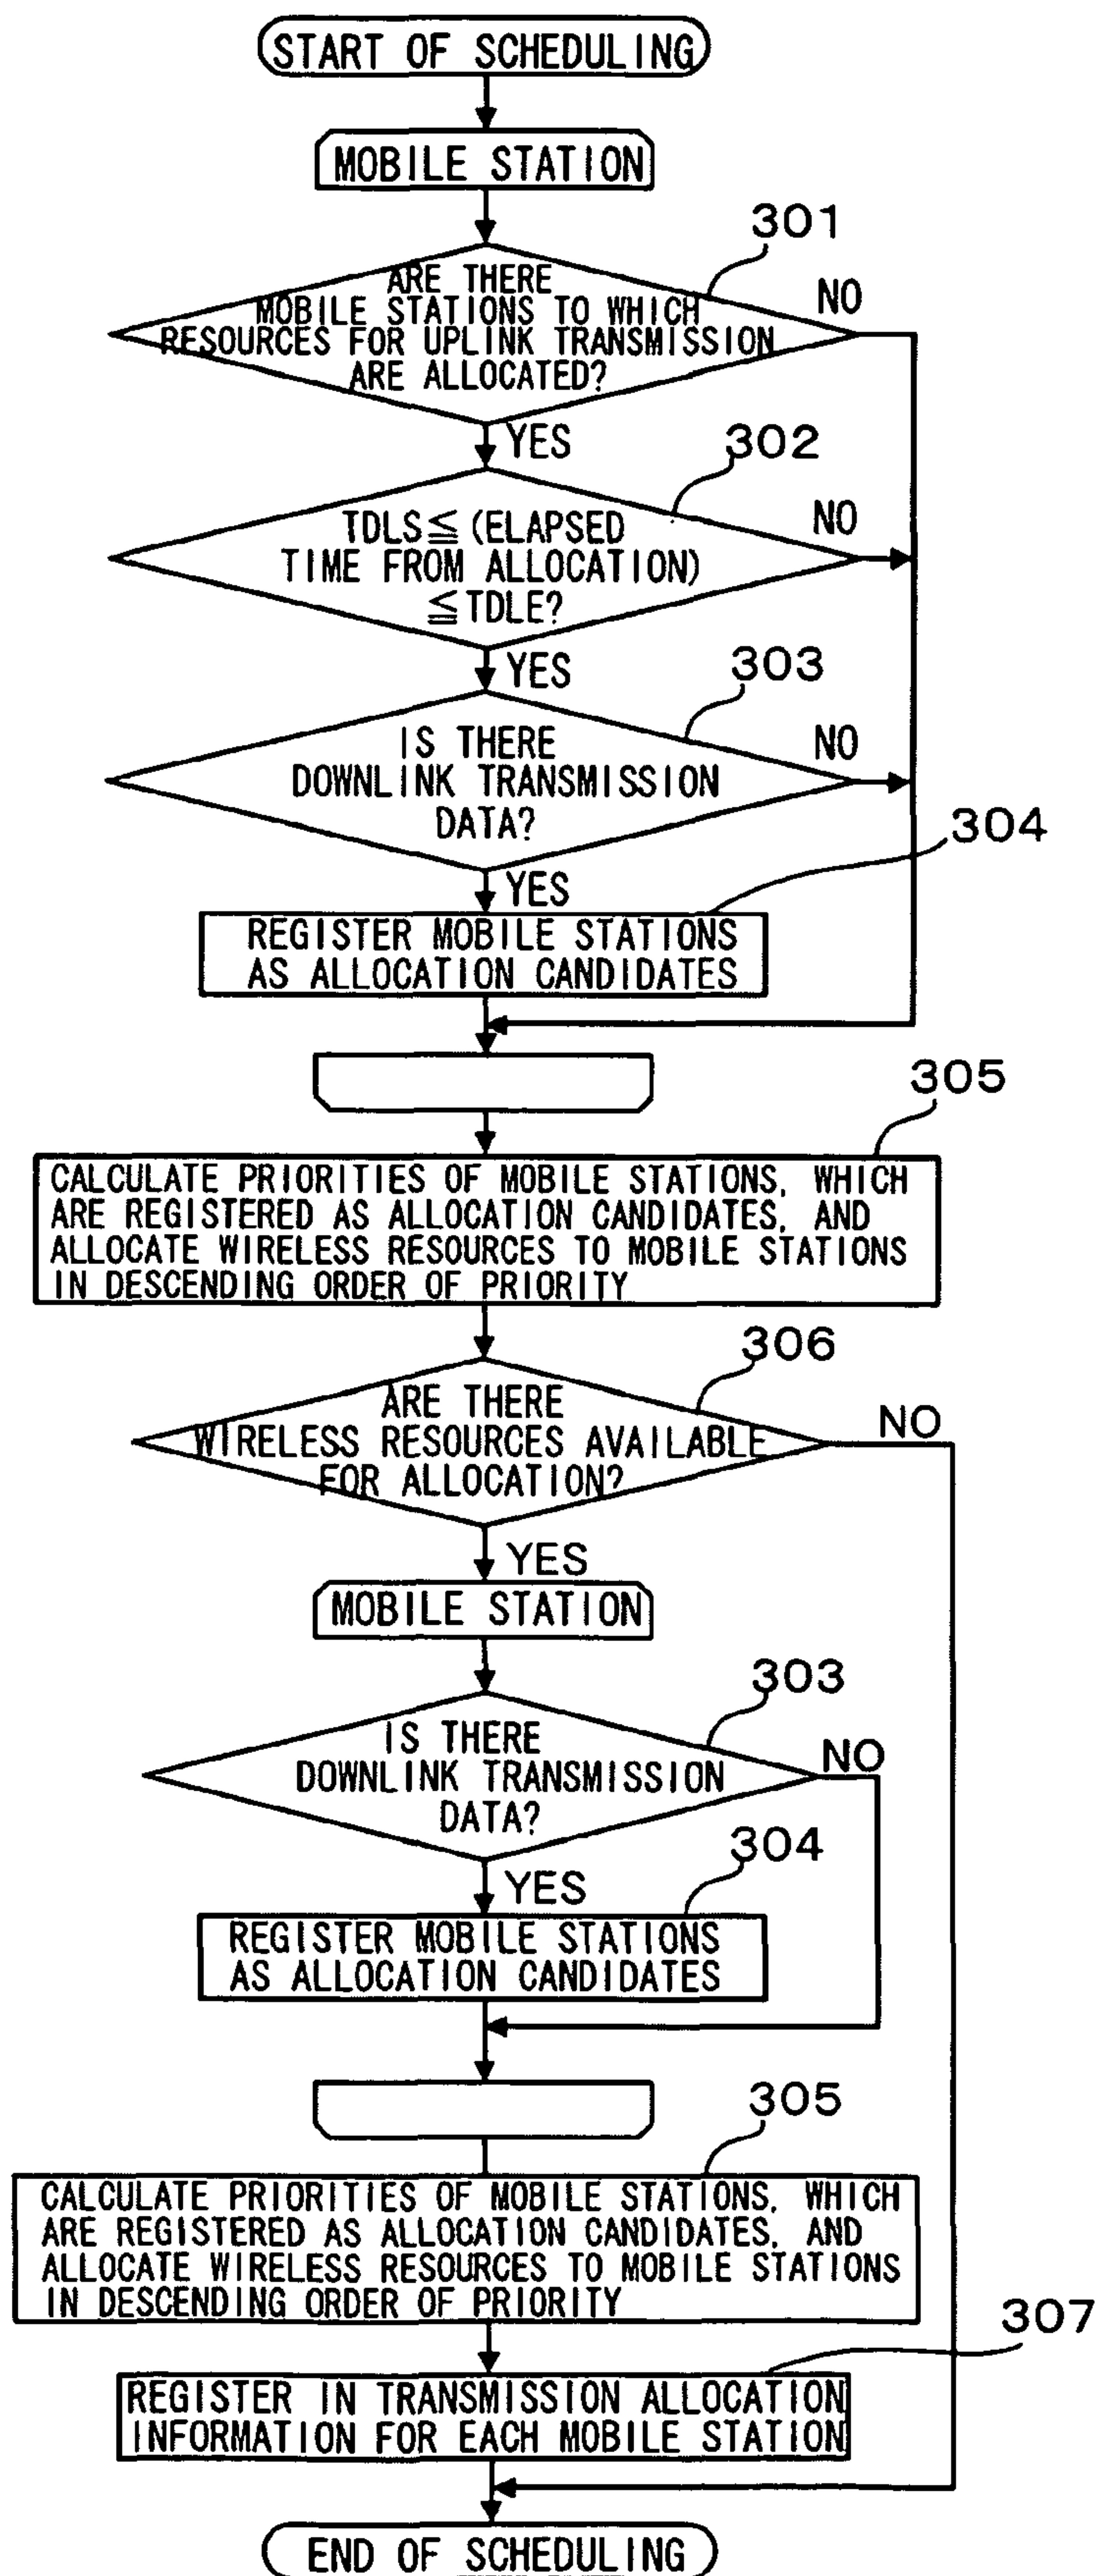 START OF SCHEDULING
MOBILE STATION
301
ARE THERE
MOBILE STATIONS TO WHICH
RESOURCES FOR UPLINK TRANSMISSION
ARE ALLOCATED?
NO
YES
302
TDLS≦(ELAPSED
TIME FROM ALLOCATION)
≦TDLE?
NO
YES
303
IS THERE
DOWNLINK TRANSMISSION
DATA?
NO
YES
304
REGISTER MOBILE STATIONS
AS ALLOCATION CANDIDATES
305
CALCULATE PRIORITIES OF MOBILE STATIONS, WHICH
ARE REGISTERED AS ALLOCATION CANDIDATES, AND
ALLOCATE WIRELESS RESOURCES TO MOBILE STATIONS
IN DESCENDING ORDER OF PRIORITY
306
ARE THERE
WIRELESS RESOURCES AVAILABLE
FOR ALLOCATION?
NO
YES
MOBILE STATION
303
IS THERE
DOWNLINK TRANSMISSION
DATA?
NO
YES
304
REGISTER MOBILE STATIONS
AS ALLOCATION CANDIDATES
305
CALCULATE PRIORITIES OF MOBILE STATIONS, WHICH
ARE REGISTERED AS ALLOCATION CANDIDATES, AND
ALLOCATE WIRELESS RESOURCES TO MOBILE STATIONS
IN DESCENDING ORDER OF PRIORITY
307
REGISTER IN TRANSMISSION ALLOCATION
INFORMATION FOR EACH MOBILE STATION
END OF SCHEDULING